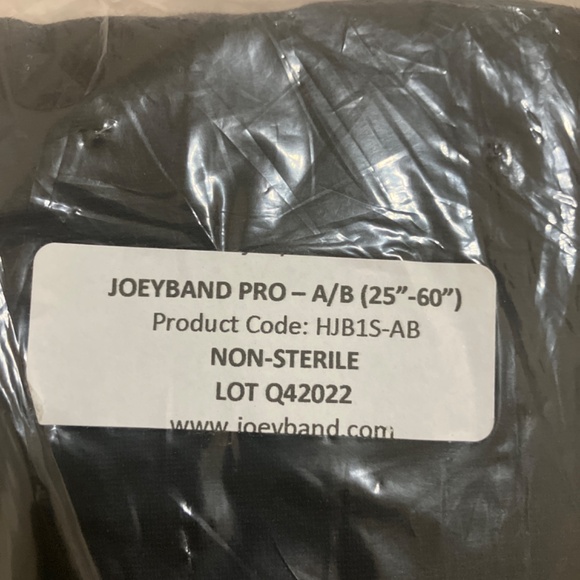 JOEYBAND PRO – A/B (25”-60”)
Product Code: HJB1S-AB
NON-STERILE
LOT Q42022
www.joeyband.com